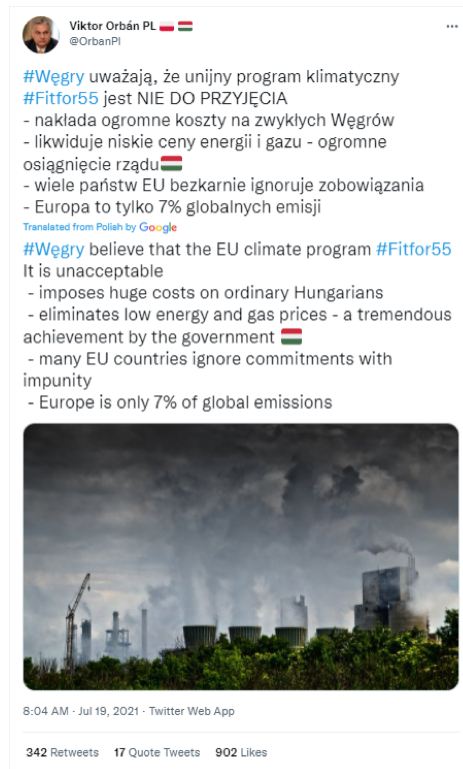 Viktor Orbán PL 🇵🇱 🇭🇺
@OrbanPl
#Węgry uważają, że unijny program klimatyczny
#Fitfor55 jest NIE DO PRZYJĘCIA
- nakłada ogromne koszty na zwykłych Węgrów
- likwiduje niskie ceny energii i gazu - ogromne
osiągnięcie rządu🇭🇺
- wiele państw EU bezkarnie ignoruje zobowiązania
- Europa to tylko 7% globalnych emisji
Translated from Polish by Google
#Węgry believe that the EU climate program #Fitfor55
It is unacceptable
- imposes huge costs on ordinary Hungarians
- eliminates low energy and gas prices - a tremendous
achievement by the government 🇭🇺
- many EU countries ignore commitments with
impunity
- Europe is only 7% of global emissions
8:04 AM · Jul 19, 2021 · Twitter Web App
342 Retweets 17 Quote Tweets 902 Likes